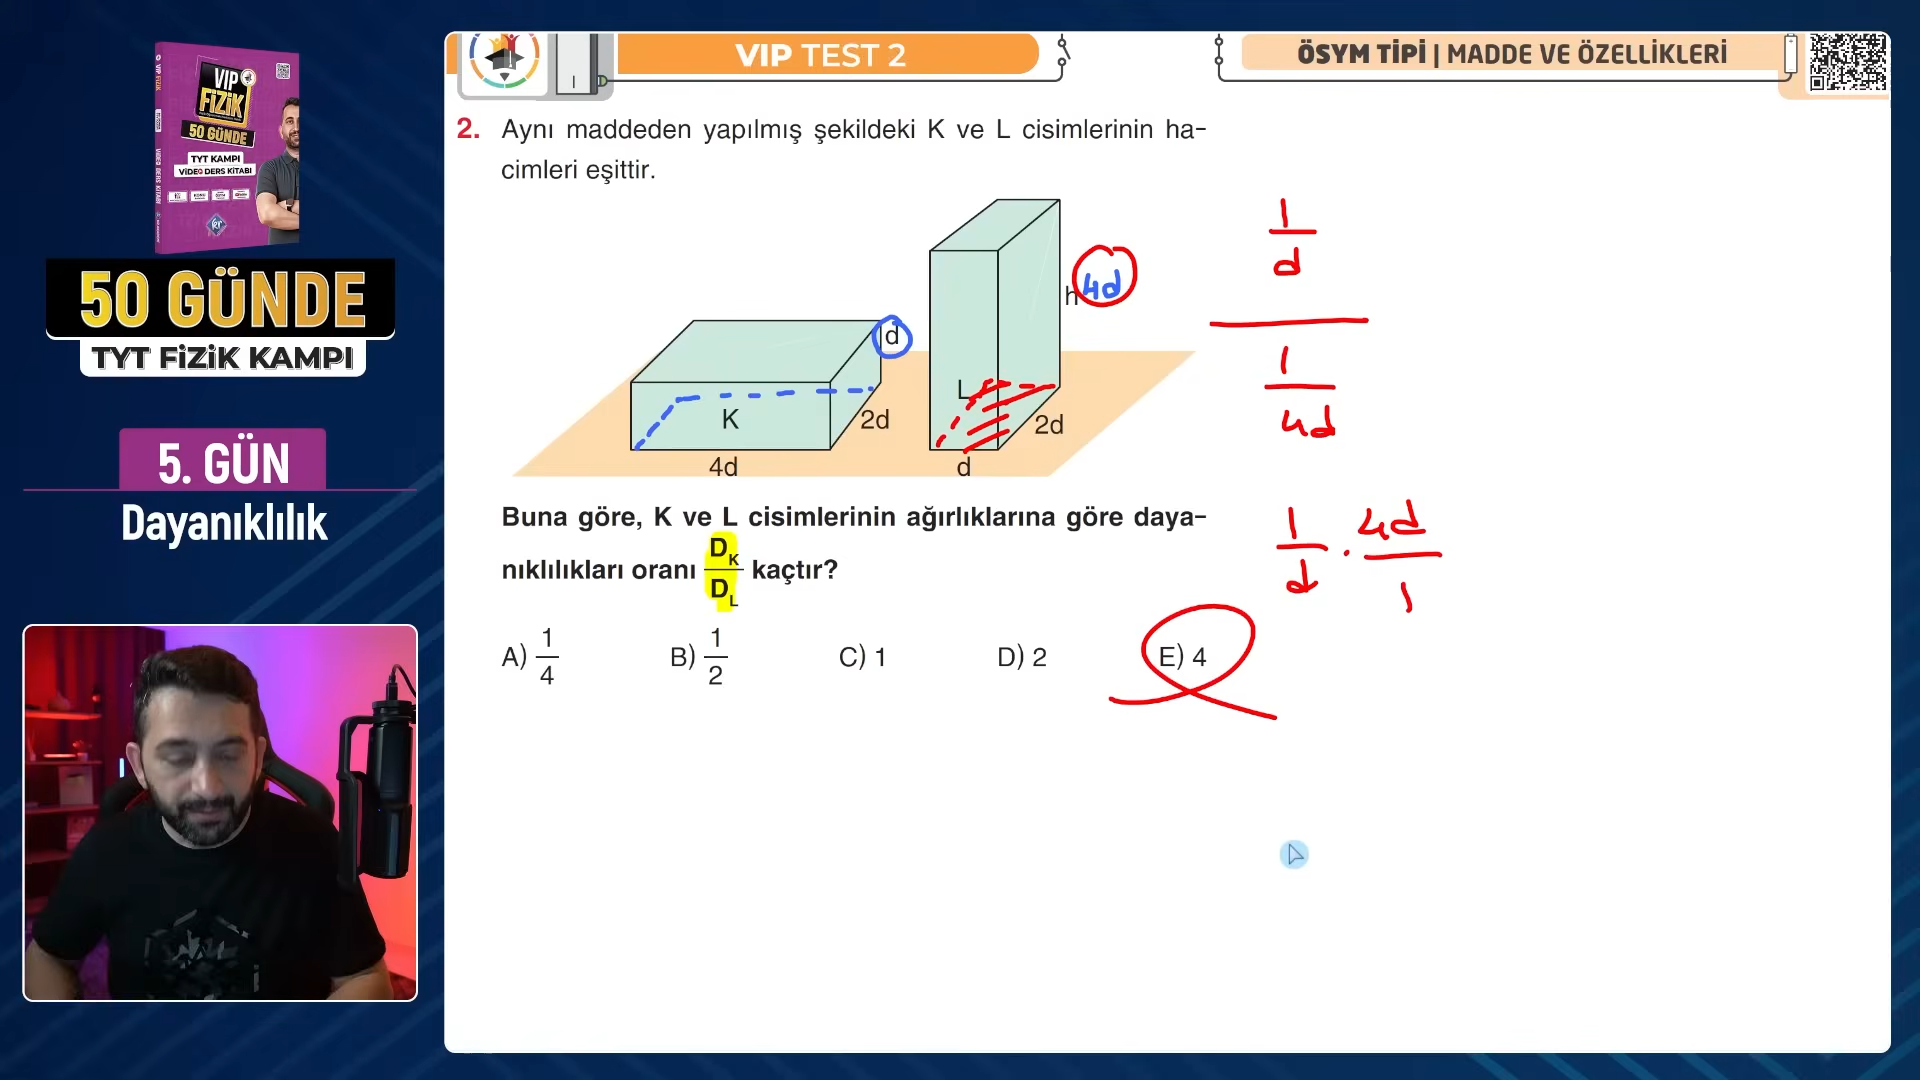 VIP
FİZİK
50 GÜNDE
TYT KAMPI
VİDEO DERS KİTABI
50 GÜNDE
TYT FİZİK KAMPI
5. GÜN
Dayanıklılık
VIP TEST 2
ÖSYM TİPİ | MADDE VE ÖZELLİKLERİ
2. Aynı maddeden yapılmış şekildeki K ve L cisimlerinin ha-
cimleri eşittir.
K
4d
2d
d
L
d
2d
h 4d
Buna göre, K ve L cisimlerinin ağırlıklarına göre daya-
nıklılıkları oranı D_K/D_L kaçtır?
A) 1/4 B) 1/2 C) 1 D) 2 E) 4
1
d
1
4d
1/d . 4d/1